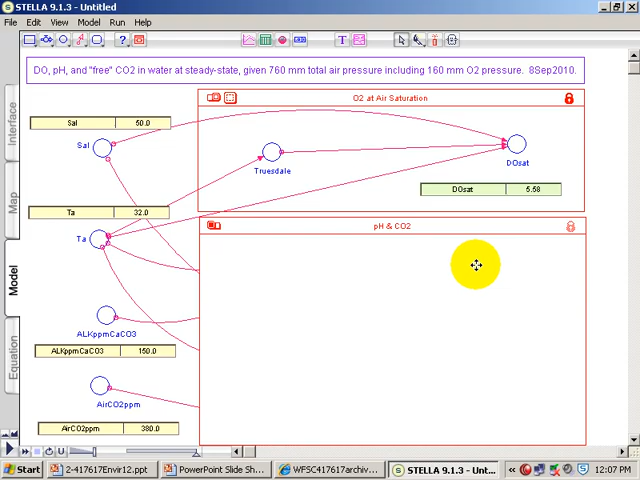 STELLA 9.1.3 - Untitled
File Edit View Model Run Help
DO, pH, and "free" CO2 in water at steady-state, given 760 mm total air pressure including 160 mm O2 pressure. 8Sep2010.
O2 at Air Saturation
Sal 50.0
Sal
Truesdale
DOsat
DOsat 5.58
Ta 32.0
Ta
pH & CO2
ALKppmCaCO3
ALKppmCaCO3 150.0
AirCO2ppm
AirCO2ppm 380.0
Interface
Map
Model
Equation
Start
2-417617Envir12.ppt
PowerPoint Slide Sh...
WFSC417617archiv...
STELLA 9.1.3 - Unt...
12:07 PM